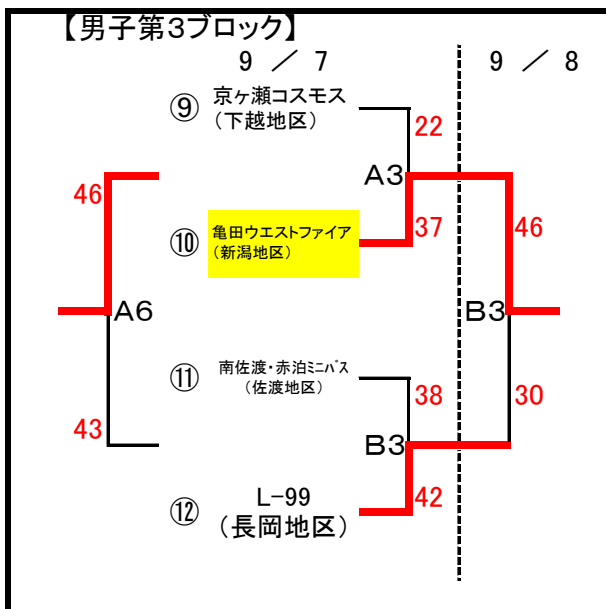 【男子第3ブロック】
9 ／ 7
9 ／ 8
⑨
京ヶ瀬コスモス
（下越地区）
22
A3
46
37
46
⑩
亀田ウエストファイア
（新潟地区）
A6
B3
⑪
南佐渡・赤泊ミニバス
（佐渡地区）
38
30
43
B3
42
⑫
L-99
（長岡地区）